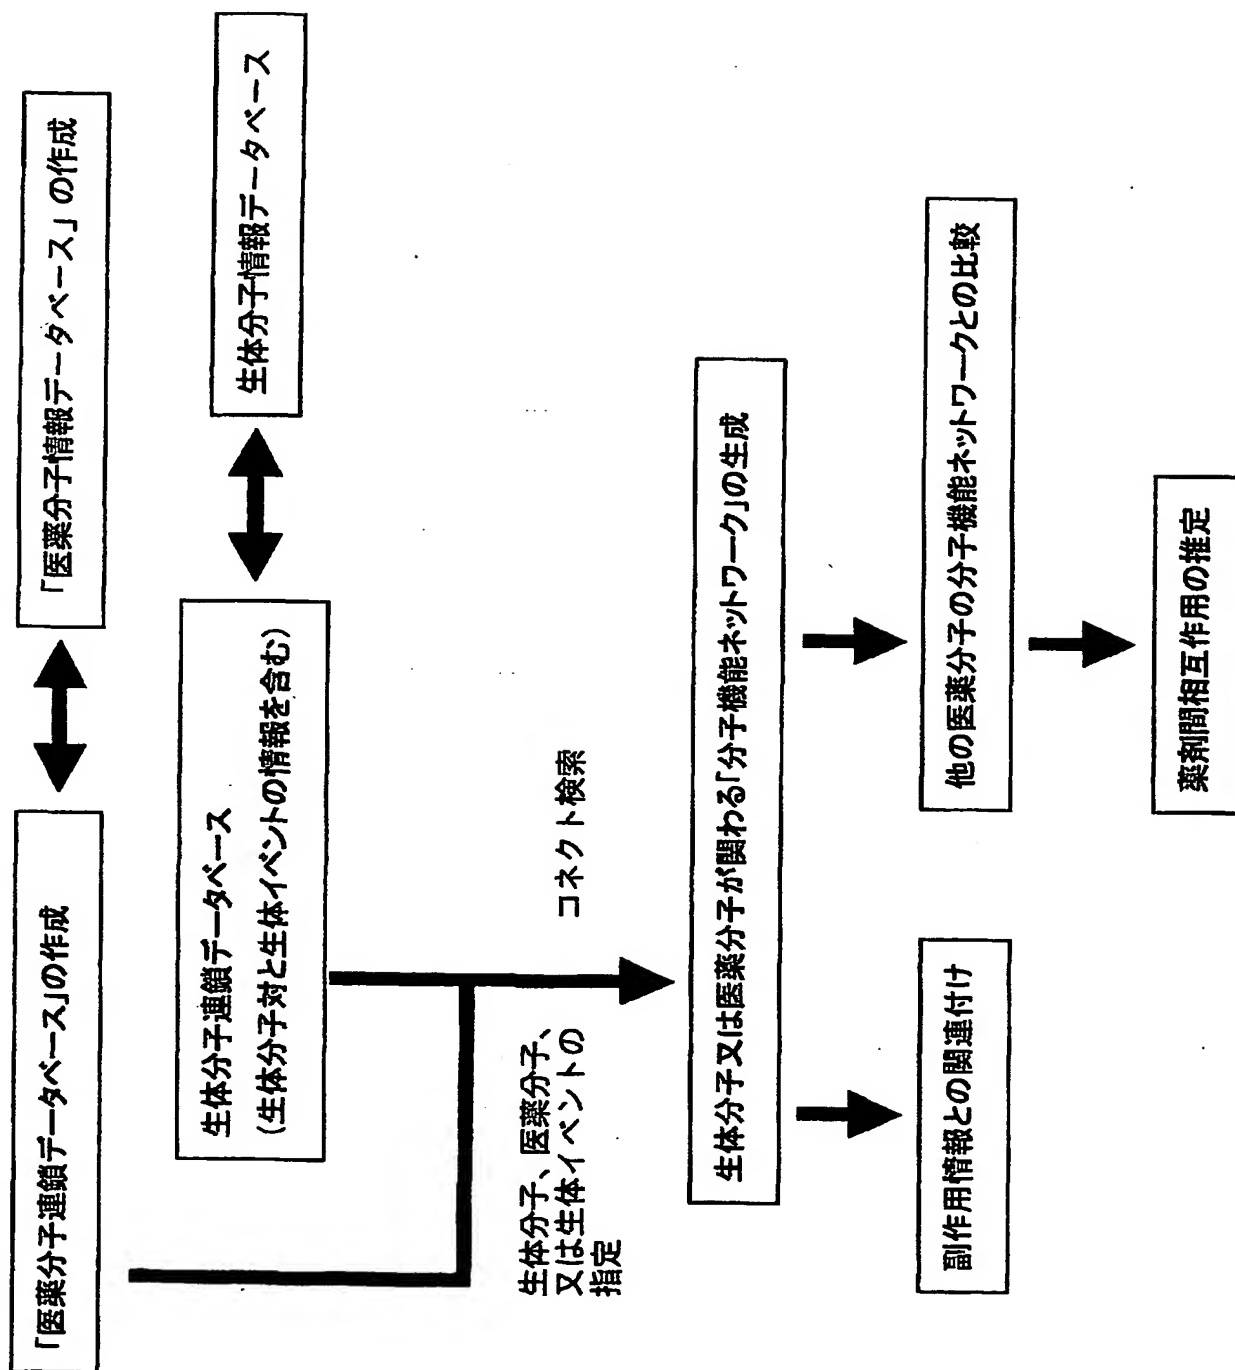 「医薬分子連鎖データベース」の作成
「医薬分子情報データベース」の作成
生体分子連鎖データベース
(生体分子対と生体イベントの情報を含む)
生体分子情報データベース
生体分子、医薬分子、
又は生体イベントの
指定
コネクト検索
生体分子又は医薬分子が関わる「分子機能ネットワーク」の生成
副作用情報との関連付け
他の医薬分子の分子機能ネットワークとの比較
薬剤間相互作用の推定